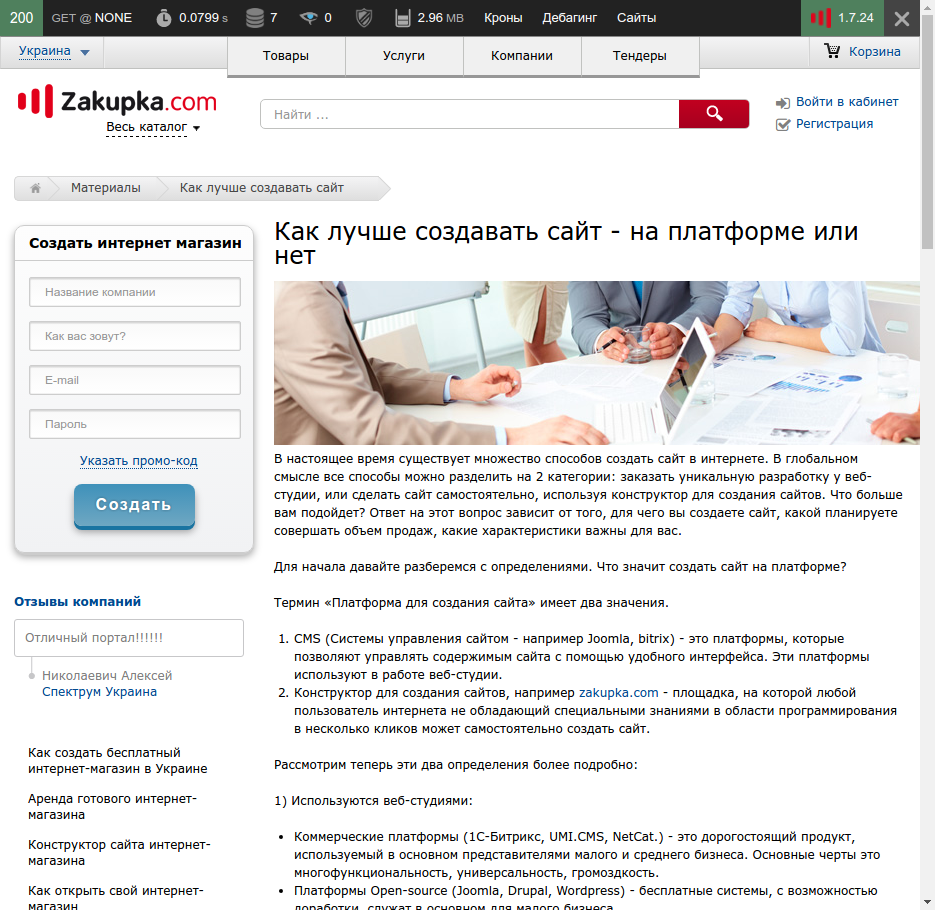 200 GET @ NONE 0.0799 s 7 0 2.96 MB Кроны Дебагинг Сайты 1.7.24
Украина Товары Услуги Компании Тендеры Корзина
Zakupka.com
Весь каталог
Найти ...
Войти в кабинет
Регистрация
Материалы Как лучше создавать сайт
Создать интернет магазин
Название компании
Как вас зовут?
E-mail
Пароль
Указать промо-код
Создать
Отзывы компаний
Отличный портал!!!!!!
Николаевич Алексей
Спектрум Украина
Как создать бесплатный
интернет-магазин в Украине
Аренда готового интернет-
магазина
Конструктор сайта интернет-
магазина
Как открыть свой интернет-
магазин
Как лучше создавать сайт - на платформе или
нет
В настоящее время существует множество способов создать сайт в интернете. В глобальном
смысле все способы можно разделить на 2 категории: заказать уникальную разработку у веб-
студии, или сделать сайт самостоятельно, используя конструктор для создания сайтов. Что больше
вам подойдет? Ответ на этот вопрос зависит от того, для чего вы создаете сайт, какой планируете
совершать объем продаж, какие характеристики важны для вас.
Для начала давайте разберемся с определениями. Что значит создать сайт на платформе?
Термин «Платформа для создания сайта» имеет два значения.
1. CMS (Системы управления сайтом - например Joomla, bitrix) - это платформы, которые
позволяют управлять содержимым сайта с помощью удобного интерфейса. Эти платформы
используют в работе веб-студии.
2. Конструктор для создания сайтов, например zakupka.com - площадка, на которой любой
пользователь интернета не обладающий специальными знаниями в области программирования
в несколько кликов может самостоятельно создать сайт.
Рассмотрим теперь эти два определения более подробно:
1) Используются веб-студиями:
• Коммерческие платформы (1С-Битрикс, UMI.CMS, NetCat.) - это дорогостоящий продукт,
используемый в основном представителями малого и среднего бизнеса. Основные черты это
многофункциональность, универсальность, громоздкость.
• Платформы Open-source (Joomla, Drupal, Wordpress) - бесплатные системы, с возможностью
доработки, служат в основном для малого бизнеса.